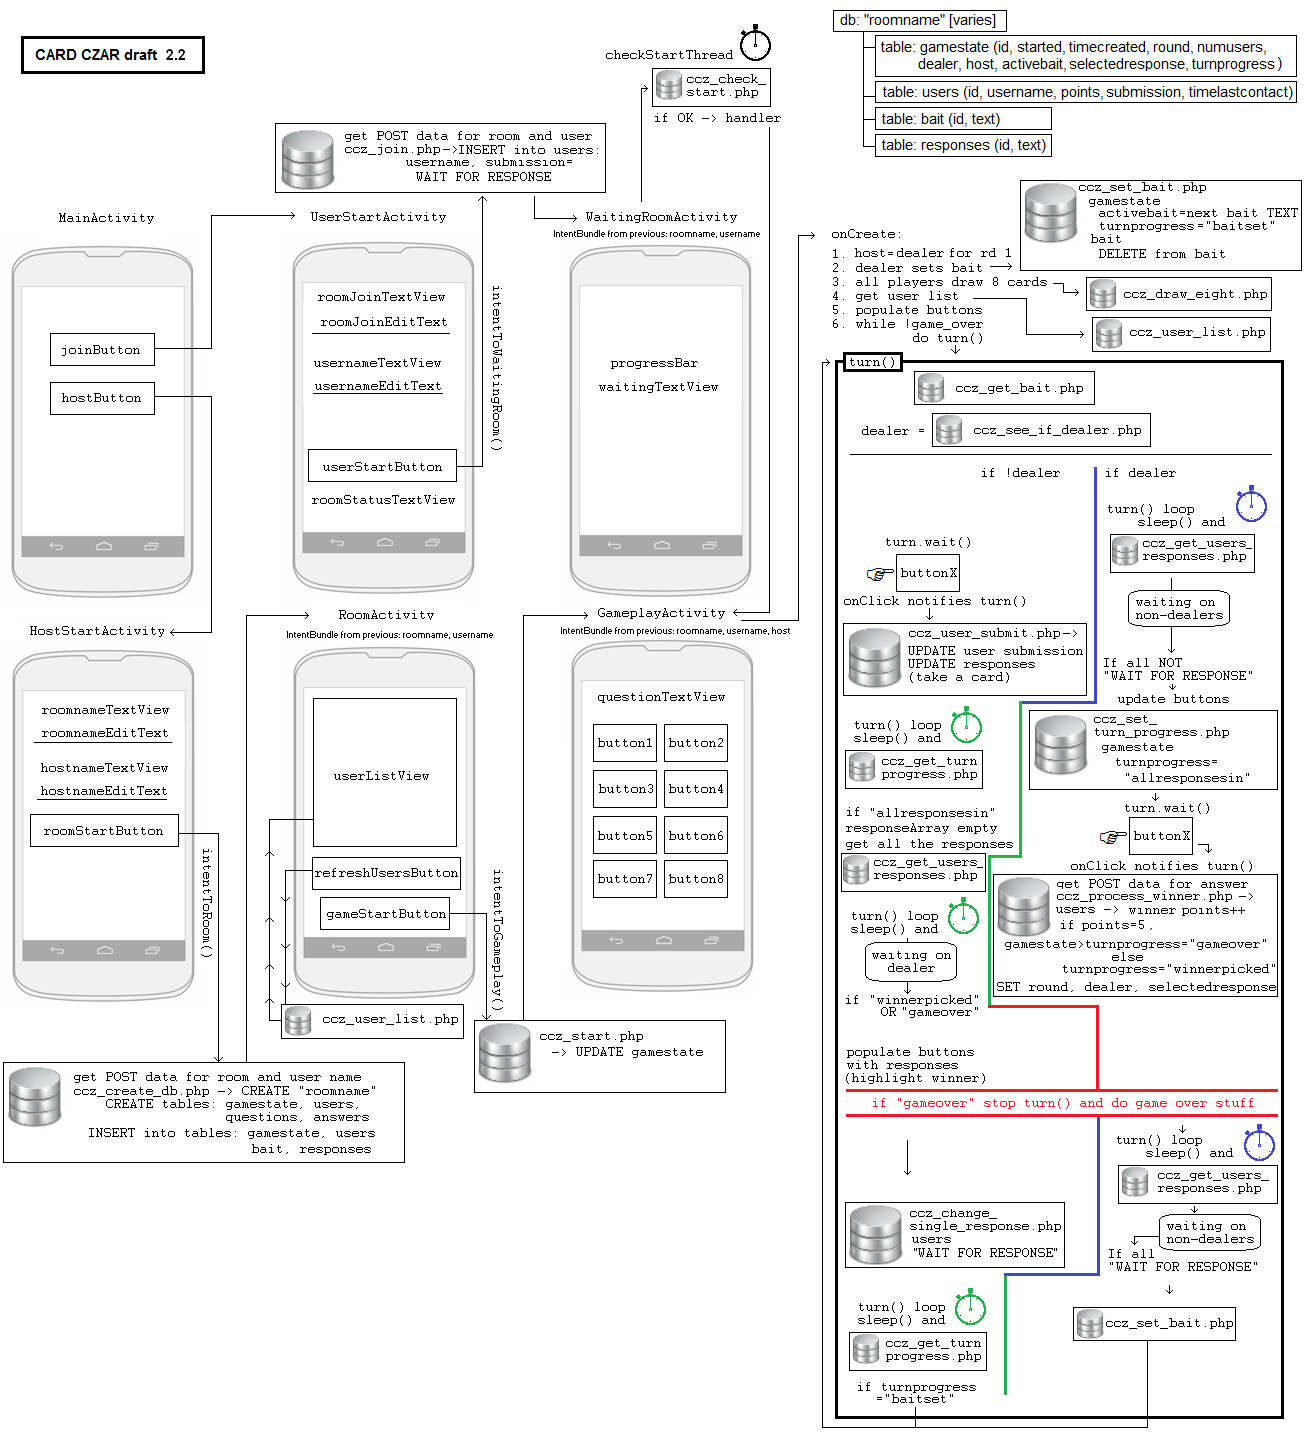 CARD CZAR draft 2.2
checkStartThread
ccz_check_
start.php
if OK -> handler
db: "roomname" [varies]
table: gamestate (id, started, timecreated, round, numusers,
dealer, host, activebait, selectedresponse, turnprogress )
table: users (id, username, points, submission, timelastcontact)
table: bait (id, text)
table: responses (id, text)
get POST data for room and user
ccz_join.php->INSERT into users:
username, submission=
WAIT FOR RESPONSE
MainActivity
UserStartActivity
WaitingRoomActivity
IntentBundle from previous: roomname, username
joinButton
hostButton
roomJoinTextView
roomJoinEditText
usernameTextView
usernameEditText
userStartButton
roomStatusTextView
intentToWaitingRoom()
progressBar
waitingTextView
HostStartActivity
RoomActivity
IntentBundle from previous: roomname, username
GameplayActivity
IntentBundle from previous: roomname, username, host
roomnameTextView
roomnameEditText
hostnameTextView
hostnameEditText
roomStartButton
intentToRoom()
userListView
refreshUsersButton
gameStartButton
intentToGameplay()
questionTextView
button1 button2
button3 button4
button5 button6
button7 button8
ccz_user_list.php
ccz_start.php
-> UPDATE gamestate
get POST data for room and user name
ccz_create_db.php -> CREATE "roomname"
CREATE tables: gamestate, users,
questions, answers
INSERT into tables: gamestate, users
bait, responses
onCreate:
1. host=dealer for rd 1
2. dealer sets bait
3. all players draw 8 cards
4. get user list
5. populate buttons
6. while !game_over
do turn()
ccz_set_bait.php
gamestate
activebait=next bait TEXT
turnprogress="baitset"
bait
DELETE from bait
ccz_draw_eight.php
ccz_user_list.php
turn()
ccz_get_bait.php
dealer =
ccz_see_if_dealer.php
if !dealer
turn.wait()
buttonX
onClick notifies turn()
ccz_user_submit.php->
UPDATE user submission
UPDATE responses
(take a card)
turn() loop
sleep() and
ccz_get_turn
progress.php
if "allresponsesin"
responseArray empty
get all the responses
ccz_get_users_
responses.php
turn() loop
sleep() and
waiting on
dealer
if "winnerpicked"
OR "gameover"
populate buttons
with responses
(highlight winner)
if dealer
turn() loop
sleep() and
ccz_get_users_
responses.php
waiting on
non-dealers
If all NOT
"WAIT FOR RESPONSE"
update buttons
ccz_set_
turn_progress.php
gamestate
turnprogress=
"allresponsesin"
turn.wait()
buttonX
onClick notifies turn()
get POST data for answer
ccz_process_winner.php ->
users -> winner points++
if points=5,
gamestate>turnprogress="gameover"
else
turnprogress="winnerpicked"
SET round, dealer, selectedresponse
if "gameover" stop turn() and do game over stuff
ccz_change_
single_response.php
users
"WAIT FOR RESPONSE"
turn() loop
sleep() and
ccz_get_turn
progress.php
if turnprogress
="baitset"
turn() loop
sleep() and
ccz_get_users_
responses.php
waiting on
non-dealers
If all
"WAIT FOR RESPONSE"
ccz_set_bait.php